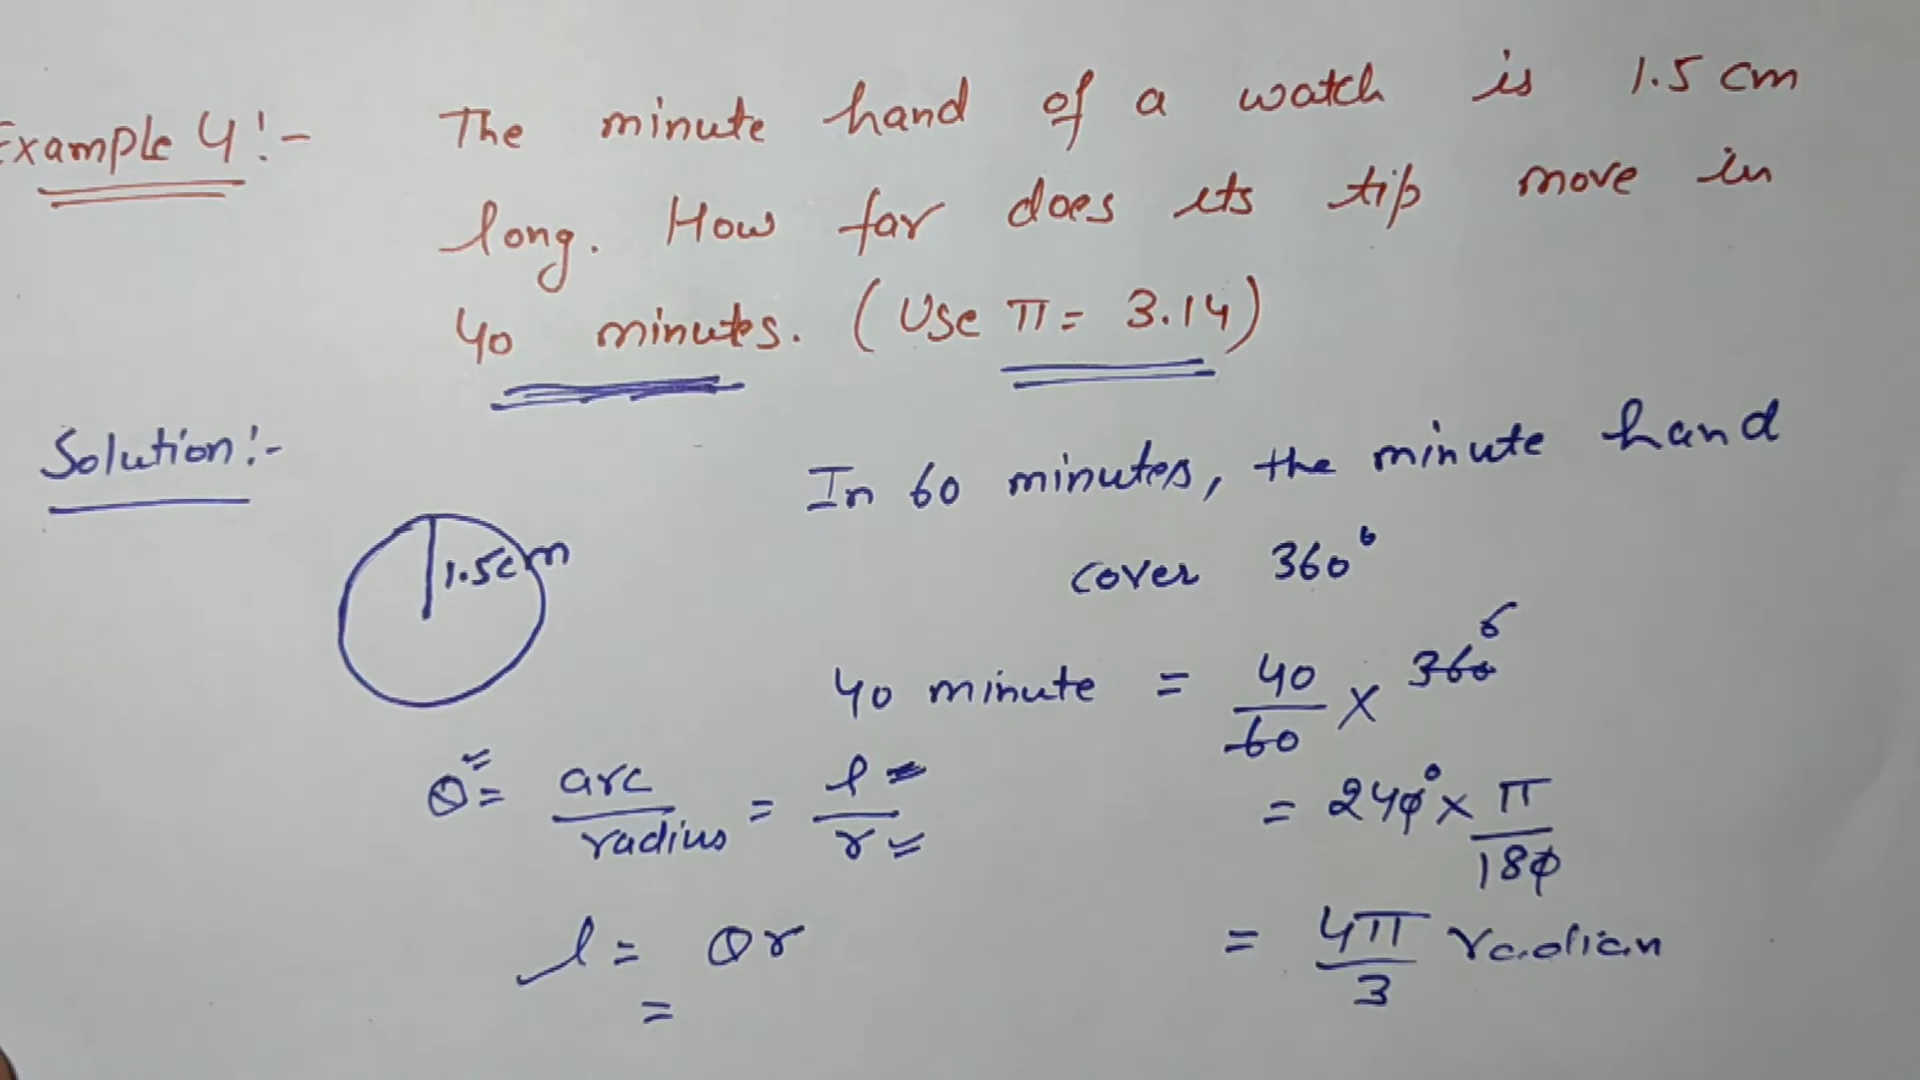 Example 4:- The minute hand of a watch is 1.5 cm
long. How far does its tip move in
40 minutes. (Use π = 3.14)
Solution:- In 60 minutes, the minute hand
cover 360°
1.5cm
40 minute = 40/60 × 360 6
θ = arc/radius = l/r
= 240° × π/180
l = θr
= 4π/3 radian
=